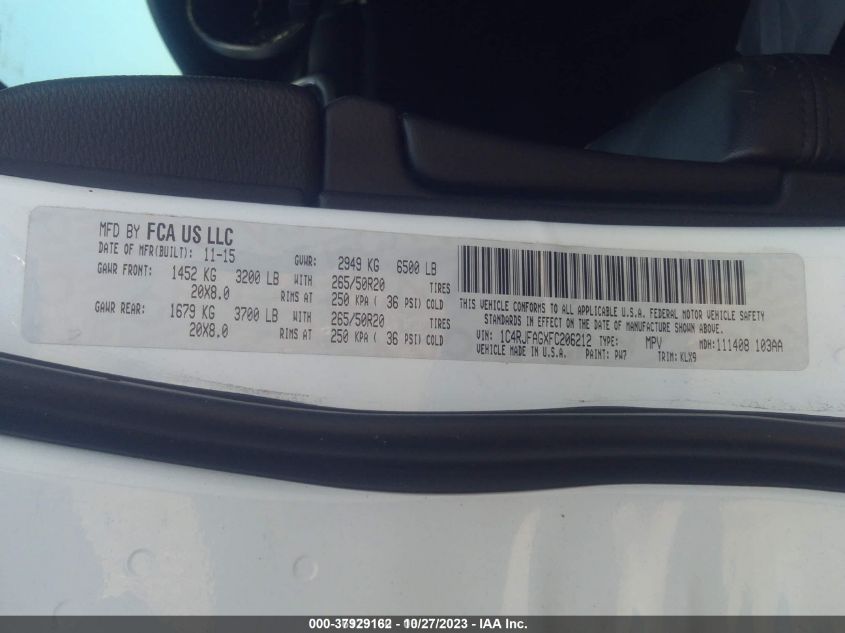 MFD BY FCA US LLC
DATE OF MFR(BUILT): 11-15 GVWR: 2949 KG 6500 LB
GAWR FRONT: 1452 KG 3200 LB WITH 265/50R20 TIRES
20X8.0 RIMS AT 250 KPA ( 36 PSI) COLD
GAWR REAR: 1679 KG 3700 LB WITH 265/50R20 TIRES
20X8.0 RIMS AT 250 KPA ( 36 PSI) COLD
THIS VEHICLE CONFORMS TO ALL APPLICABLE U.S.A. FEDERAL MOTOR VEHICLE SAFETY
STANDARDS IN EFFECT ON THE DATE OF MANUFACTURE SHOWN ABOVE.
VIN: 1C4RJFAGXFC206212 TYPE: MPV MDH: 111408 103AA
VEHICLE MADE IN U.S.A. PAINT: PW7 TRIM: KLX9
000-37929162 - 10/27/2023 - IAA Inc.